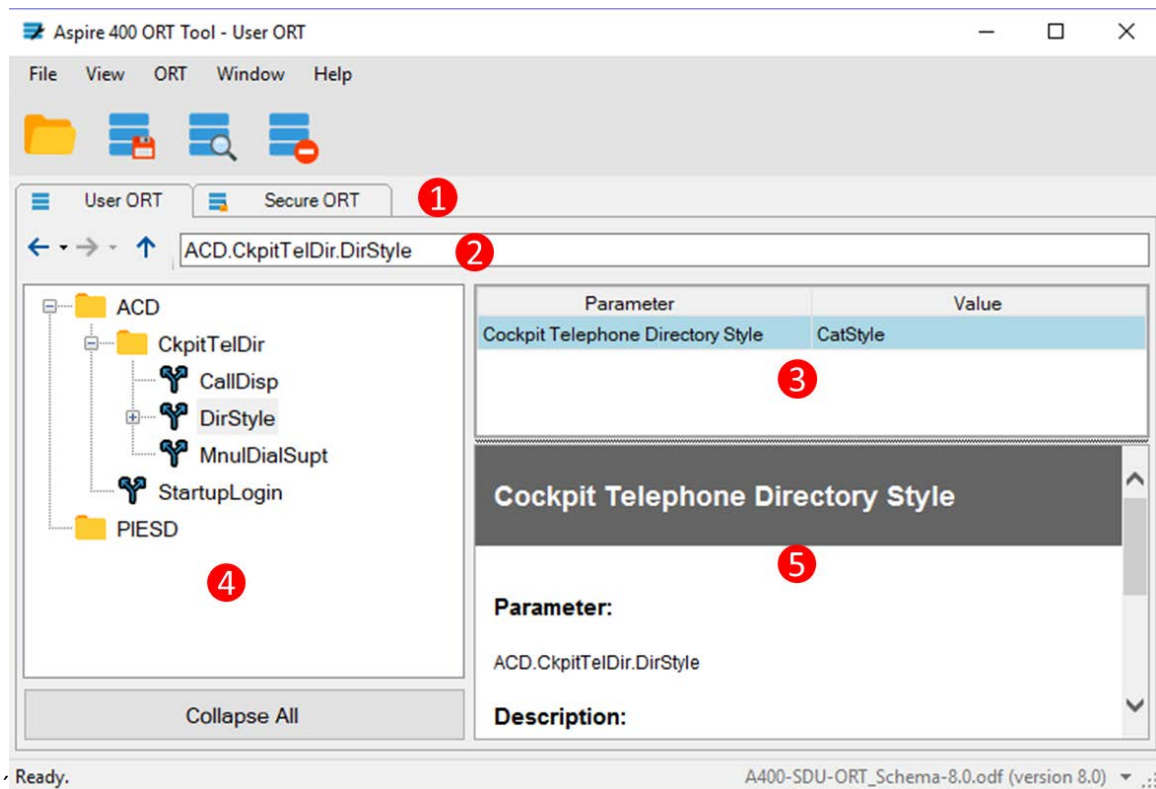 Aspire 400 ORT Tool - User ORT
File View ORT Window Help
User ORT Secure ORT 1
ACD.CkpitTelDir.DirStyle 2
ACD
CkpitTelDir
CallDisp
DirStyle
MnulDialSupt
StartupLogin
PIESD
4
Collapse All
Parameter Value
Cockpit Telephone Directory Style CatStyle
3
Cockpit Telephone Directory Style
5
Parameter:
ACD.CkpitTelDir.DirStyle
Description:
Ready. A400-SDU-ORT_Schema-8.0.odf (version 8.0)